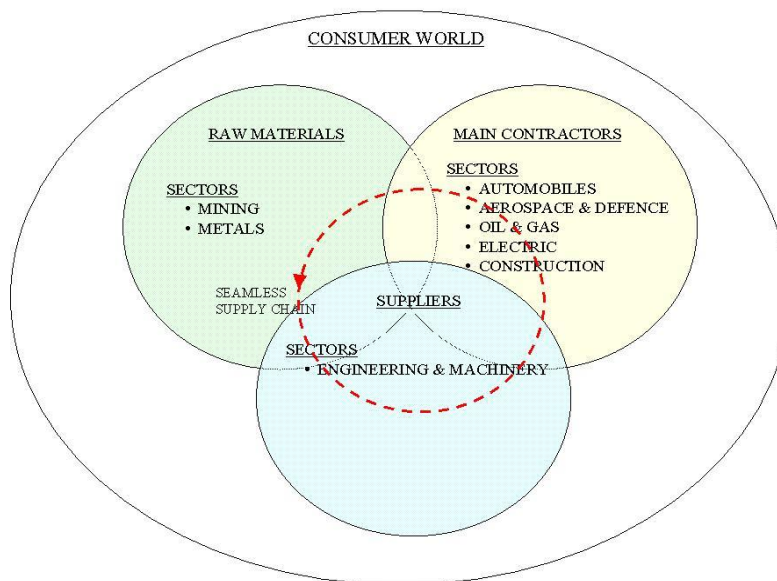 CONSUMER WORLD
RAW MATERIALS
SECTORS
• MINING
• METALS
MAIN CONTRACTORS
SECTORS
• AUTOMOBILES
• AEROSPACE & DEFENCE
• OIL & GAS
• ELECTRIC
• CONSTRUCTION
SEAMLESS
SUPPLY CHAIN
SUPPLIERS
SECTORS
• ENGINEERING & MACHINERY